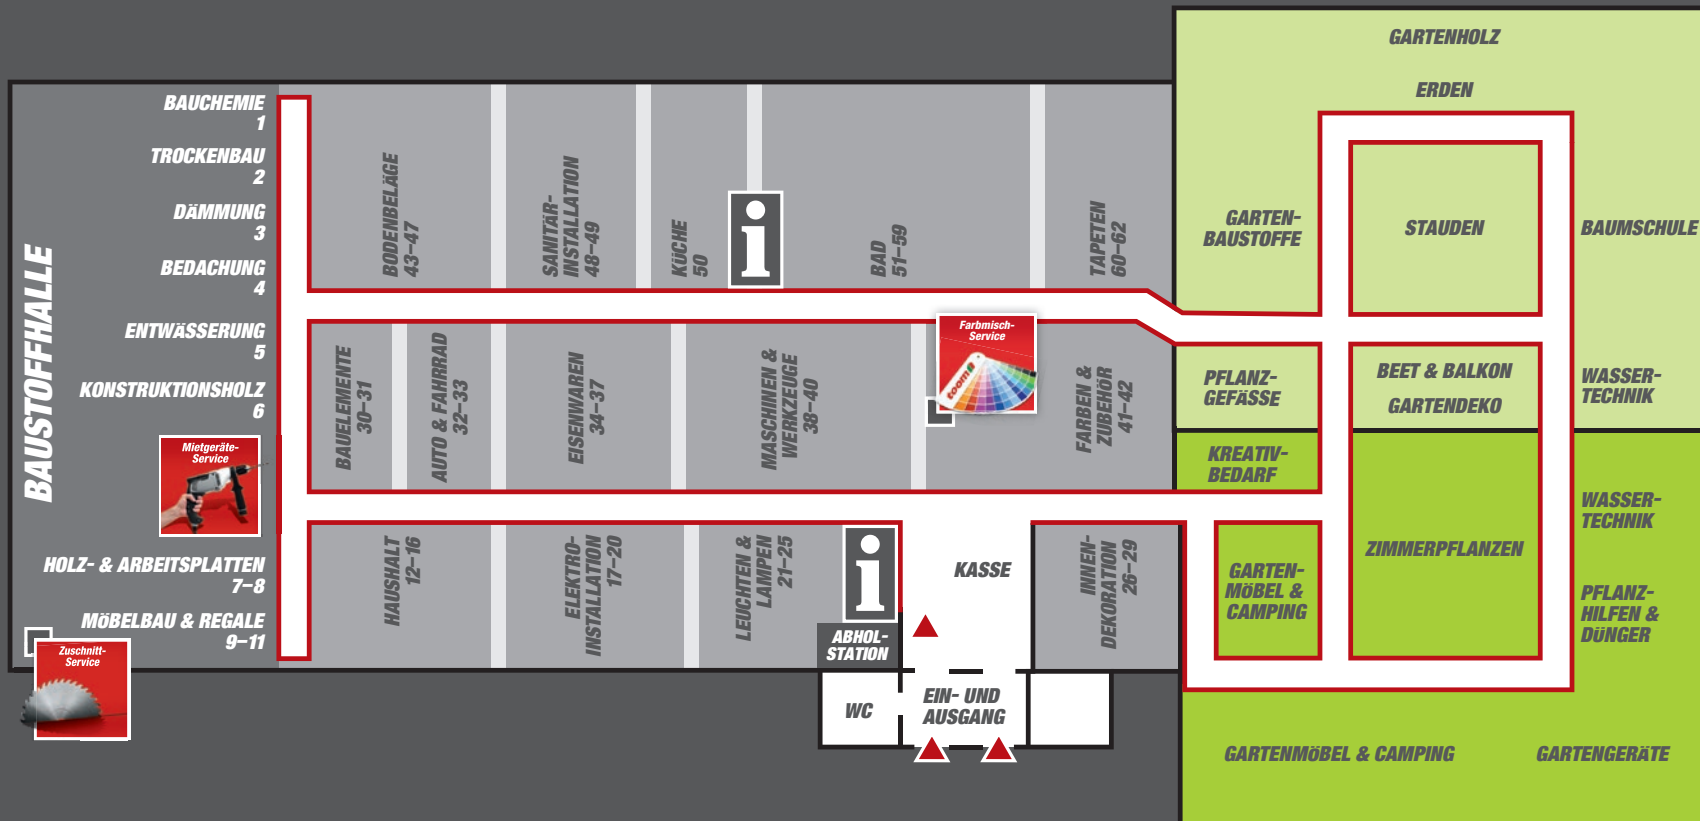 BAUSTOFFHALLE
BAUCHEMIE
1
TROCKENBAU
2
DÄMMUNG
3
BEDACHUNG
4
ENTWÄSSERUNG
5
KONSTRUKTIONSHOLZ
6
Mietgeräte-
Service
HOLZ- & ARBEITSPLATTEN
7–8
MÖBELBAU & REGALE
9–11
Zuschnitt-
Service
BODENBELÄGE
43–47
SANITÄR-
INSTALLATION
48–49
KÜCHE
50
i
BAD
51–59
TAPETEN
60–62
BAUELEMENTE
30–31
AUTO & FAHRRAD
32–33
EISENWAREN
34–37
MASCHINEN &
WERKZEUGE
38–40
Farbmisch-
Service
toom
FARBEN &
ZUBEHÖR
41–42
HAUSHALT
12–16
ELEKTRO-
INSTALLATION
17–20
LEUCHTEN &
LAMPEN
21–25
i
ABHOL-
STATION
KASSE
INNEN-
DEKORATION
26–29
WC
EIN- UND
AUSGANG
GARTENHOLZ
ERDEN
GARTEN-
BAUSTOFFE
STAUDEN
BAUMSCHULE
PFLANZ-
GEFÄSSE
BEET & BALKON
GARTENDEKO
WASSER-
TECHNIK
KREATIV-
BEDARF
WASSER-
TECHNIK
ZIMMERPFLANZEN
GARTEN-
MÖBEL &
CAMPING
PFLANZ-
HILFEN &
DÜNGER
GARTENMÖBEL & CAMPING
GARTENGERÄTE